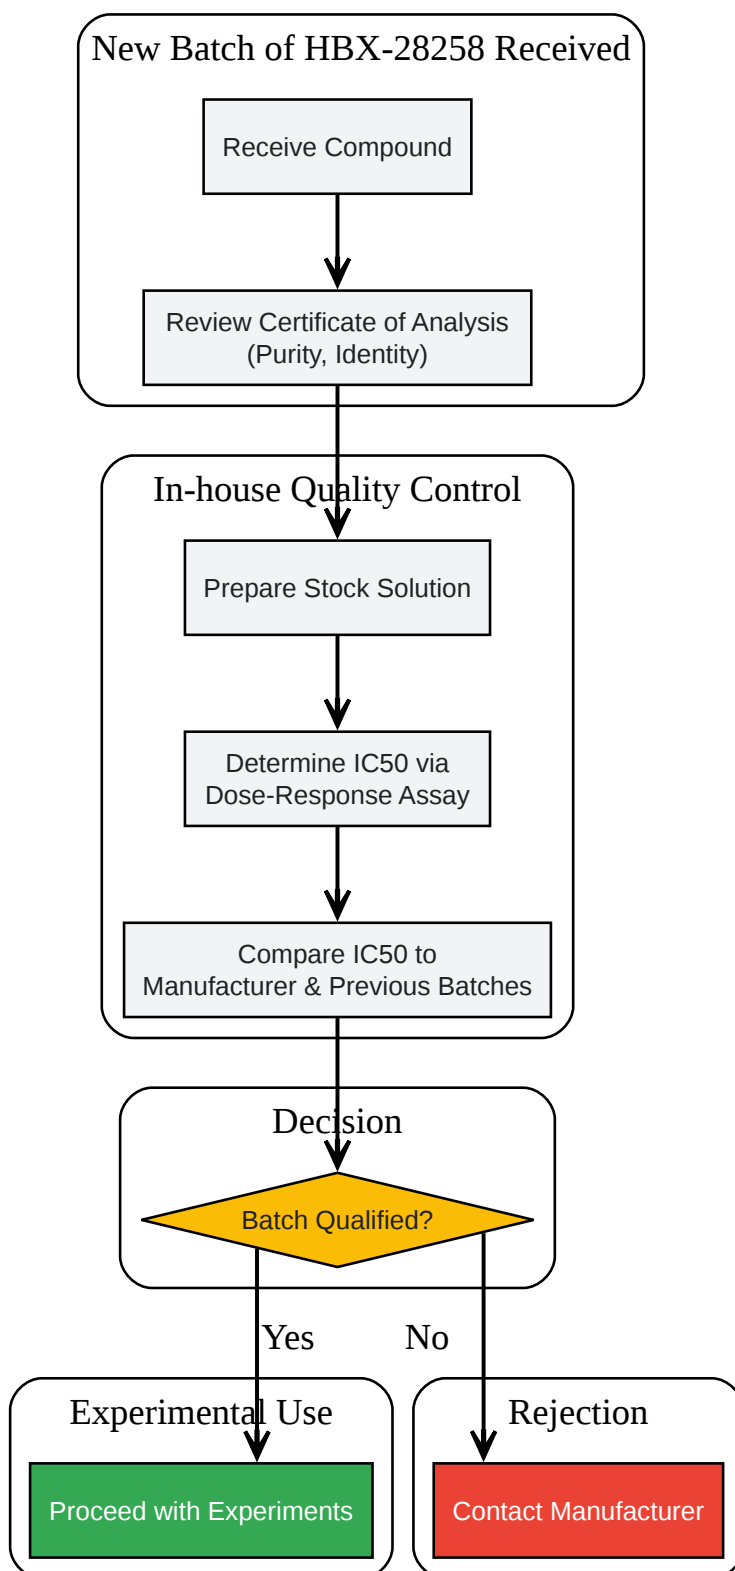 New Batch of HBX-28258 Received
Receive Compound
Review Certificate of Analysis
(Purity, Identity)
In-house Quality Control
Prepare Stock Solution
Determine IC50 via
Dose-Response Assay
Compare IC50 to
Manufacturer & Previous Batches
Decision
Batch Qualified?
Yes
No
Experimental Use
Rejection
Proceed with Experiments
Contact Manufacturer